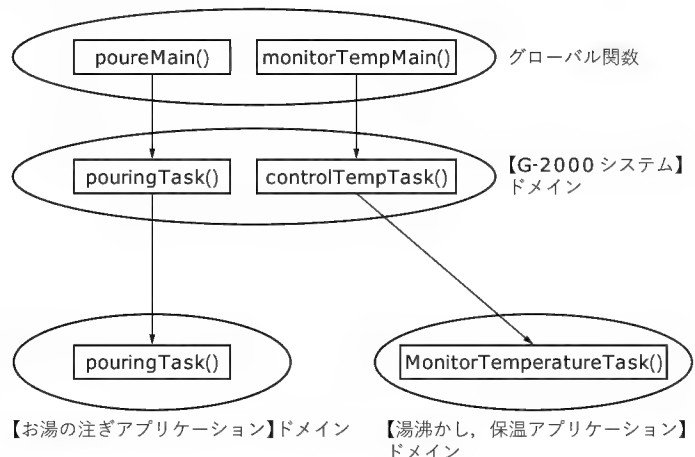 poureMain()
monitorTempMain()
グローバル関数
pouringTask()
controlTempTask()
【G-2000 システム】
ドメイン
pouringTask()
MonitorTemperatureTask()
【お湯の注ぎアプリケーション】ドメイン
【湯沸かし，保温アプリケーション】
ドメイン